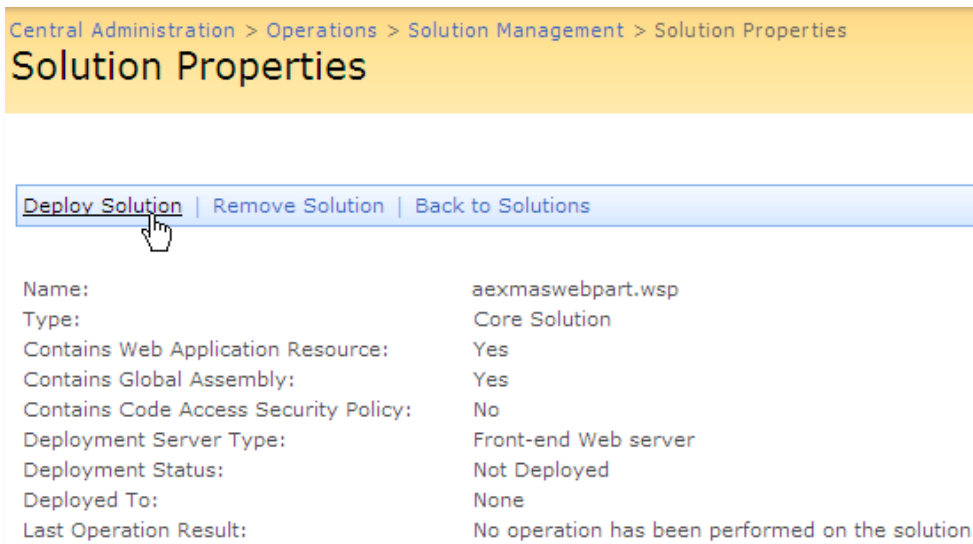 Central Administration > Operations > Solution Management > Solution Properties
Solution Properties
Deploy Solution | Remove Solution | Back to Solutions
Name: aexmaswebpart.wsp
Type: Core Solution
Contains Web Application Resource: Yes
Contains Global Assembly: Yes
Contains Code Access Security Policy: No
Deployment Server Type: Front-end Web server
Deployment Status: Not Deployed
Deployed To: None
Last Operation Result: No operation has been performed on the solution